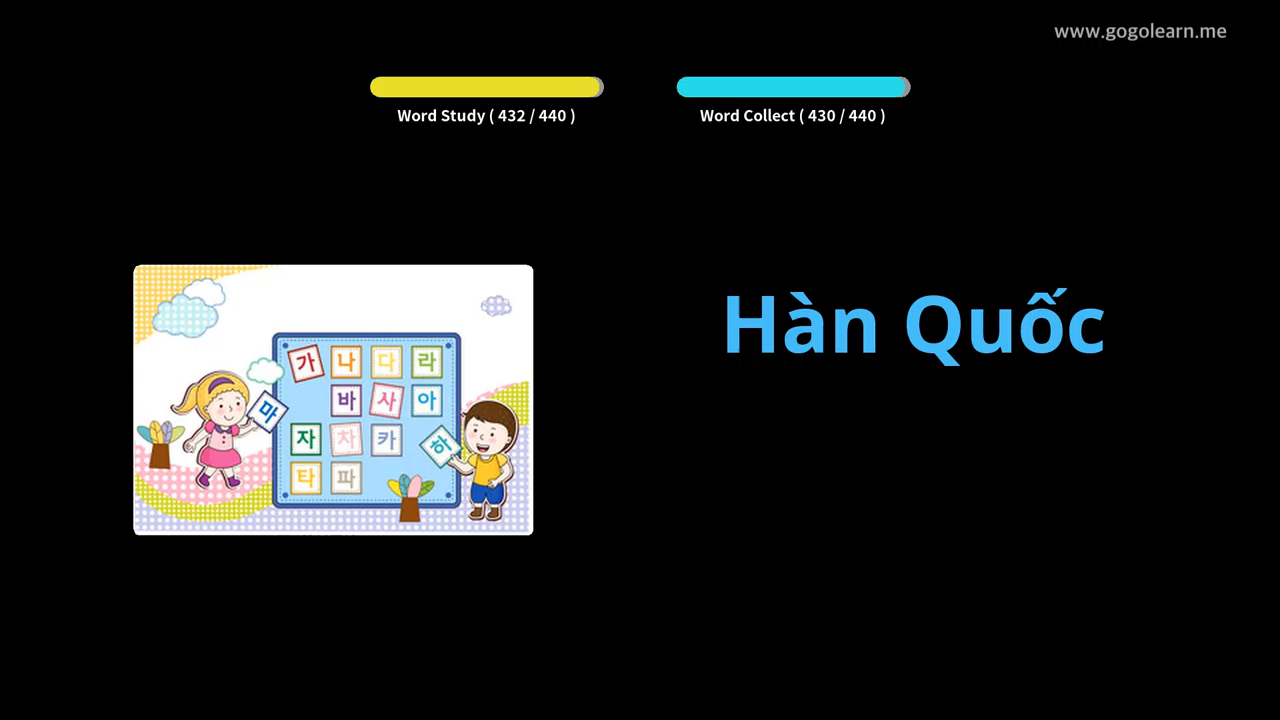 www.gogolearn.me
Word Study ( 432 / 440 )
Word Collect ( 430 / 440 )
Hàn Quốc
가 나 다 라
마 바 사 아
자 차 카 하
타 파